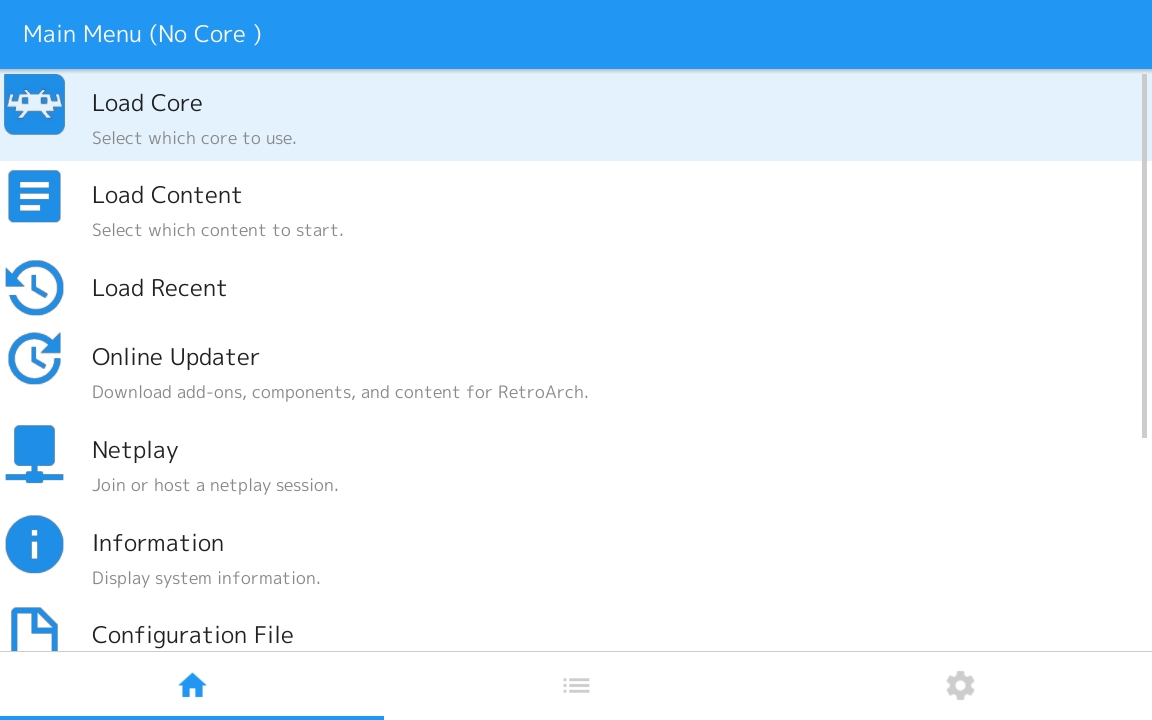 Main Menu (No Core )
Load Core
Select which core to use.
Load Content
Select which content to start.
Load Recent
Online Updater
Download add-ons, components, and content for RetroArch.
Netplay
Join or host a netplay session.
Information
Display system information.
Configuration File